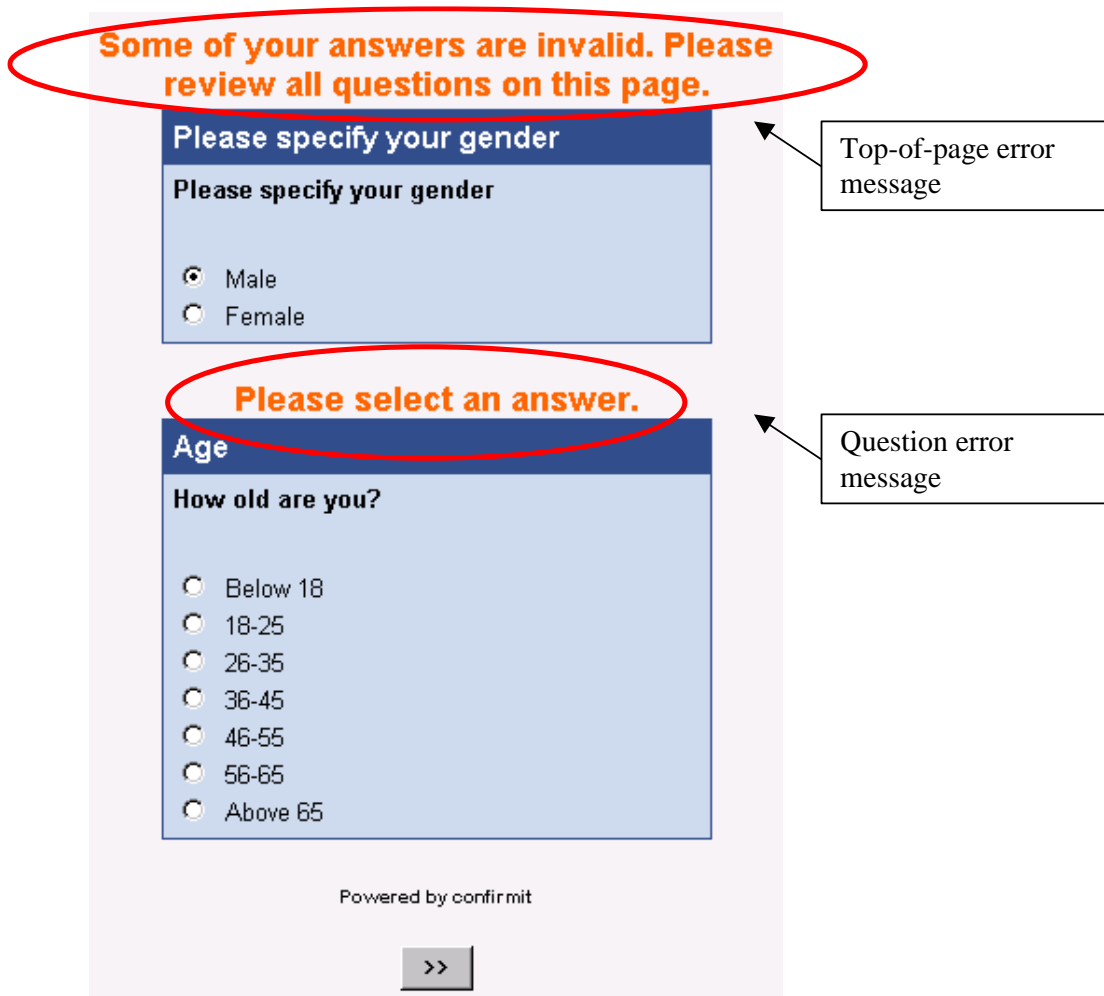 Some of your answers are invalid. Please
review all questions on this page.
Please specify your gender
Top-of-page error
message
Please specify your gender
Male
Female
Please select an answer.
Age
Question error
message
How old are you?
Below 18
18-25
26-35
36-45
46-55
56-65
Above 65
Powered by confirmit
>>